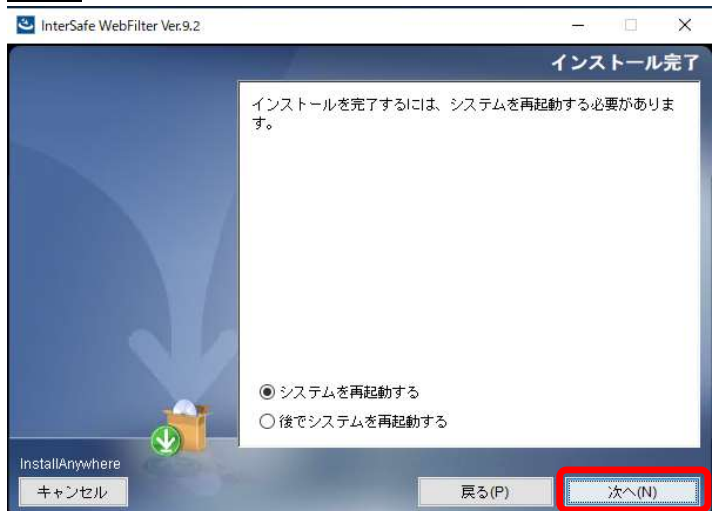 InterSafe WebFilter Ver.9.2
インストール完了
インストールを完了するには、システムを再起動する必要がありま
す。
システムを再起動する
後でシステムを再起動する
InstallAnywhere
キャンセル
戻る(P)
次へ(N)